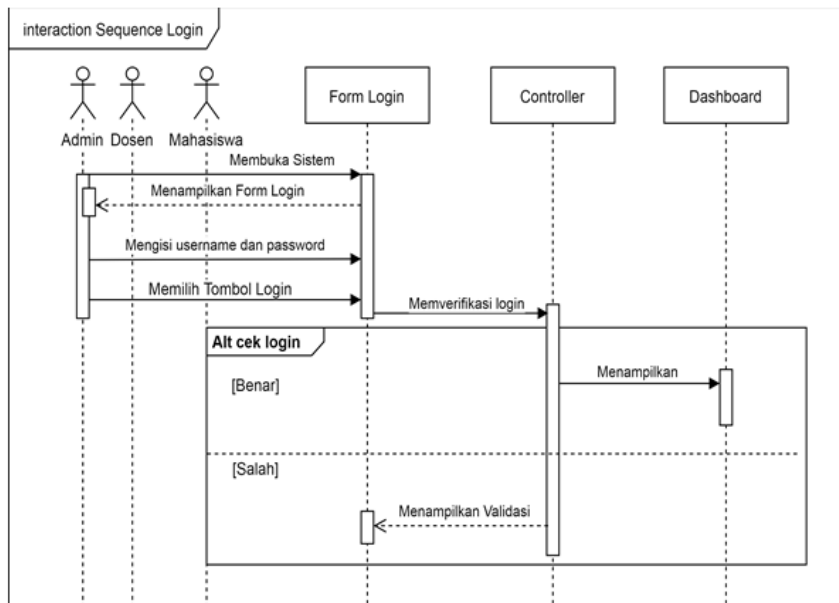 interaction Sequence Login
Form Login
Controller
Dashboard
Admin
Dosen
Mahasiswa
Membuka Sistem
Menampilkan Form Login
Mengisi username dan password
Memilih Tombol Login
Memverifikasi login
Alt cek login
[Benar]
Menampilkan
[Salah]
Menampilkan Validasi